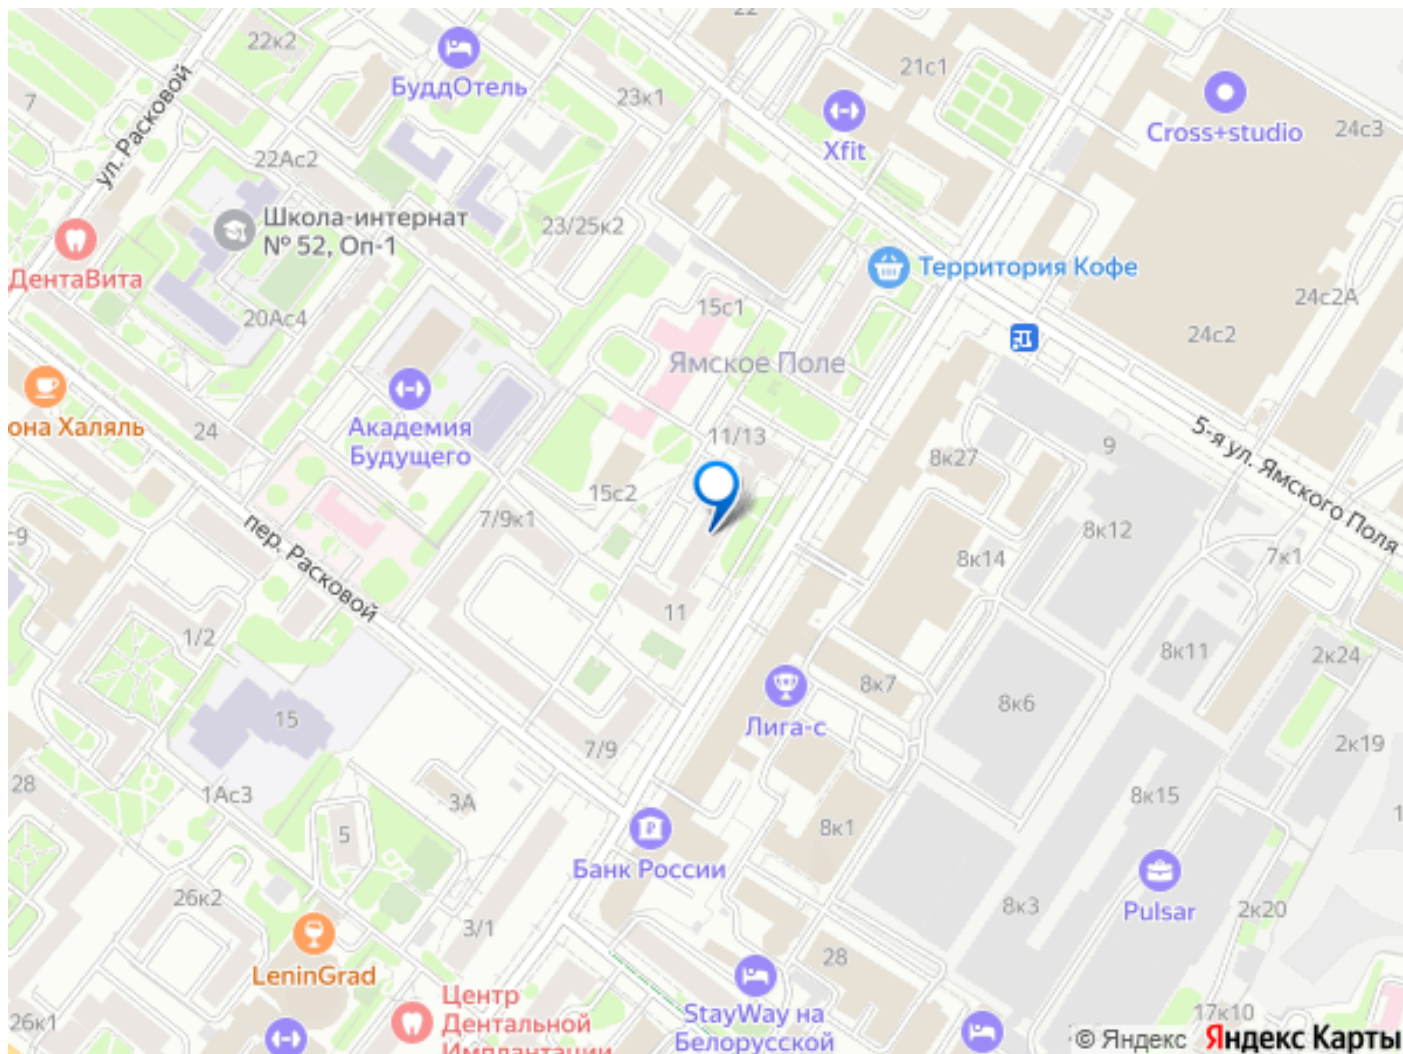 22
22к2
БуддОтель
21с1
7
ул. Расковой
23к1
Xfit
Cross+studio
24с3
22Ас2
Школа-интернат
№ 52, Оп-1
23/25к2
ДентаВита
Территория Кофе
15с1
24с2А
20Ас4
24с2
Ямское Поле
она Халяль
24
Академия
Будущего
11/13
5-я ул. Ямского Поля
9
8к27
15с2
7/9к1
8к12
с9
пер. Расковой
8к14
7к1
11
1/2
8к11
2к24
8к7
15
Лига-с
8к6
7/9
2к19
28
1Ас3
3А
8к15
1
5
8к1
Банк России
26к2
Pulsar
8к3
2к20
3/1
LeninGrad
28
Центр
Дентальной
Имплантации
StayWay на
Белорусской
17к10
26к1
© Яндекс Яндекс Карты